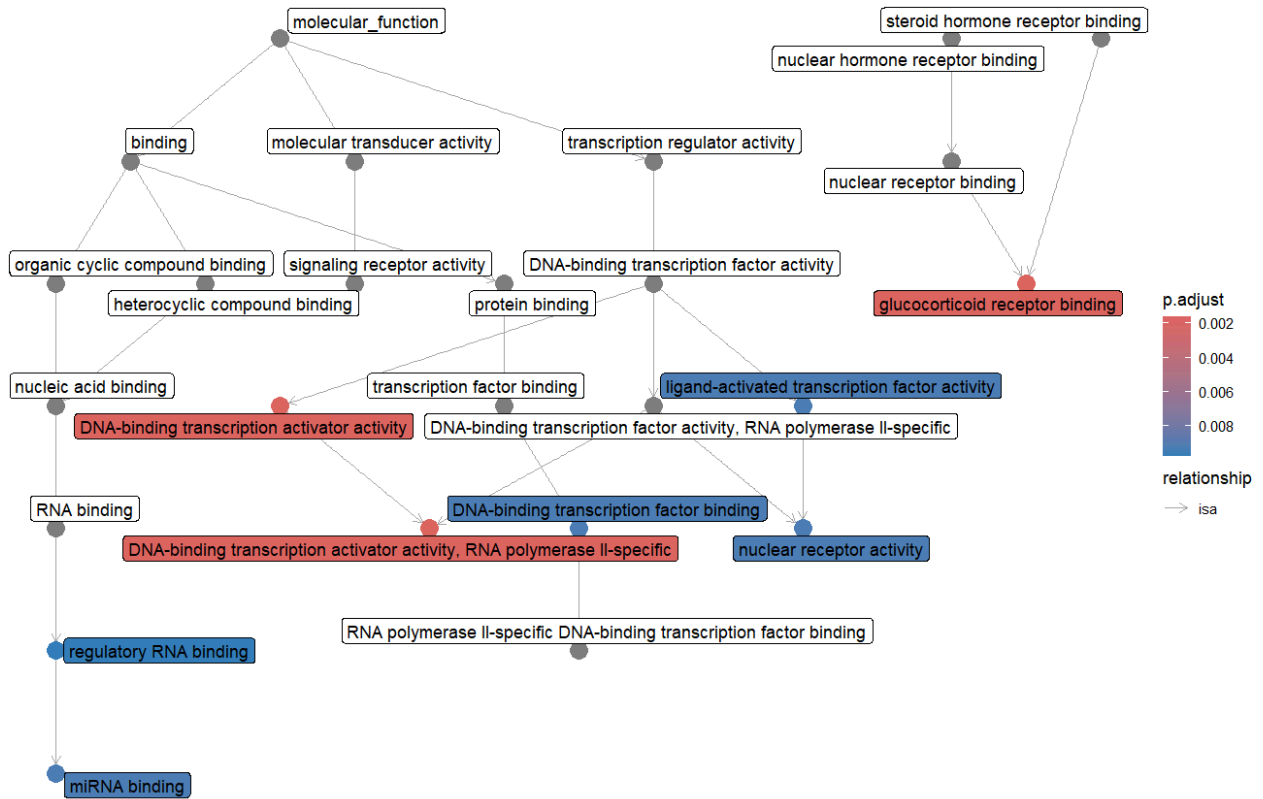 molecular_function
steroid hormone receptor binding
nuclear hormone receptor binding
binding
molecular transducer activity
transcription regulator activity
nuclear receptor binding
organic cyclic compound binding
signaling receptor activity
DNA-binding transcription factor activity
heterocyclic compound binding
protein binding
glucocorticoid receptor binding
p.adjust
0.002
0.004
0.006
0.008
nucleic acid binding
transcription factor binding
ligand-activated transcription factor activity
DNA-binding transcription activator activity
DNA-binding transcription factor activity, RNA polymerase II-specific
relationship
isa
RNA binding
DNA-binding transcription factor binding
DNA-binding transcription activator activity, RNA polymerase II-specific
nuclear receptor activity
RNA polymerase II-specific DNA-binding transcription factor binding
regulatory RNA binding
miRNA binding